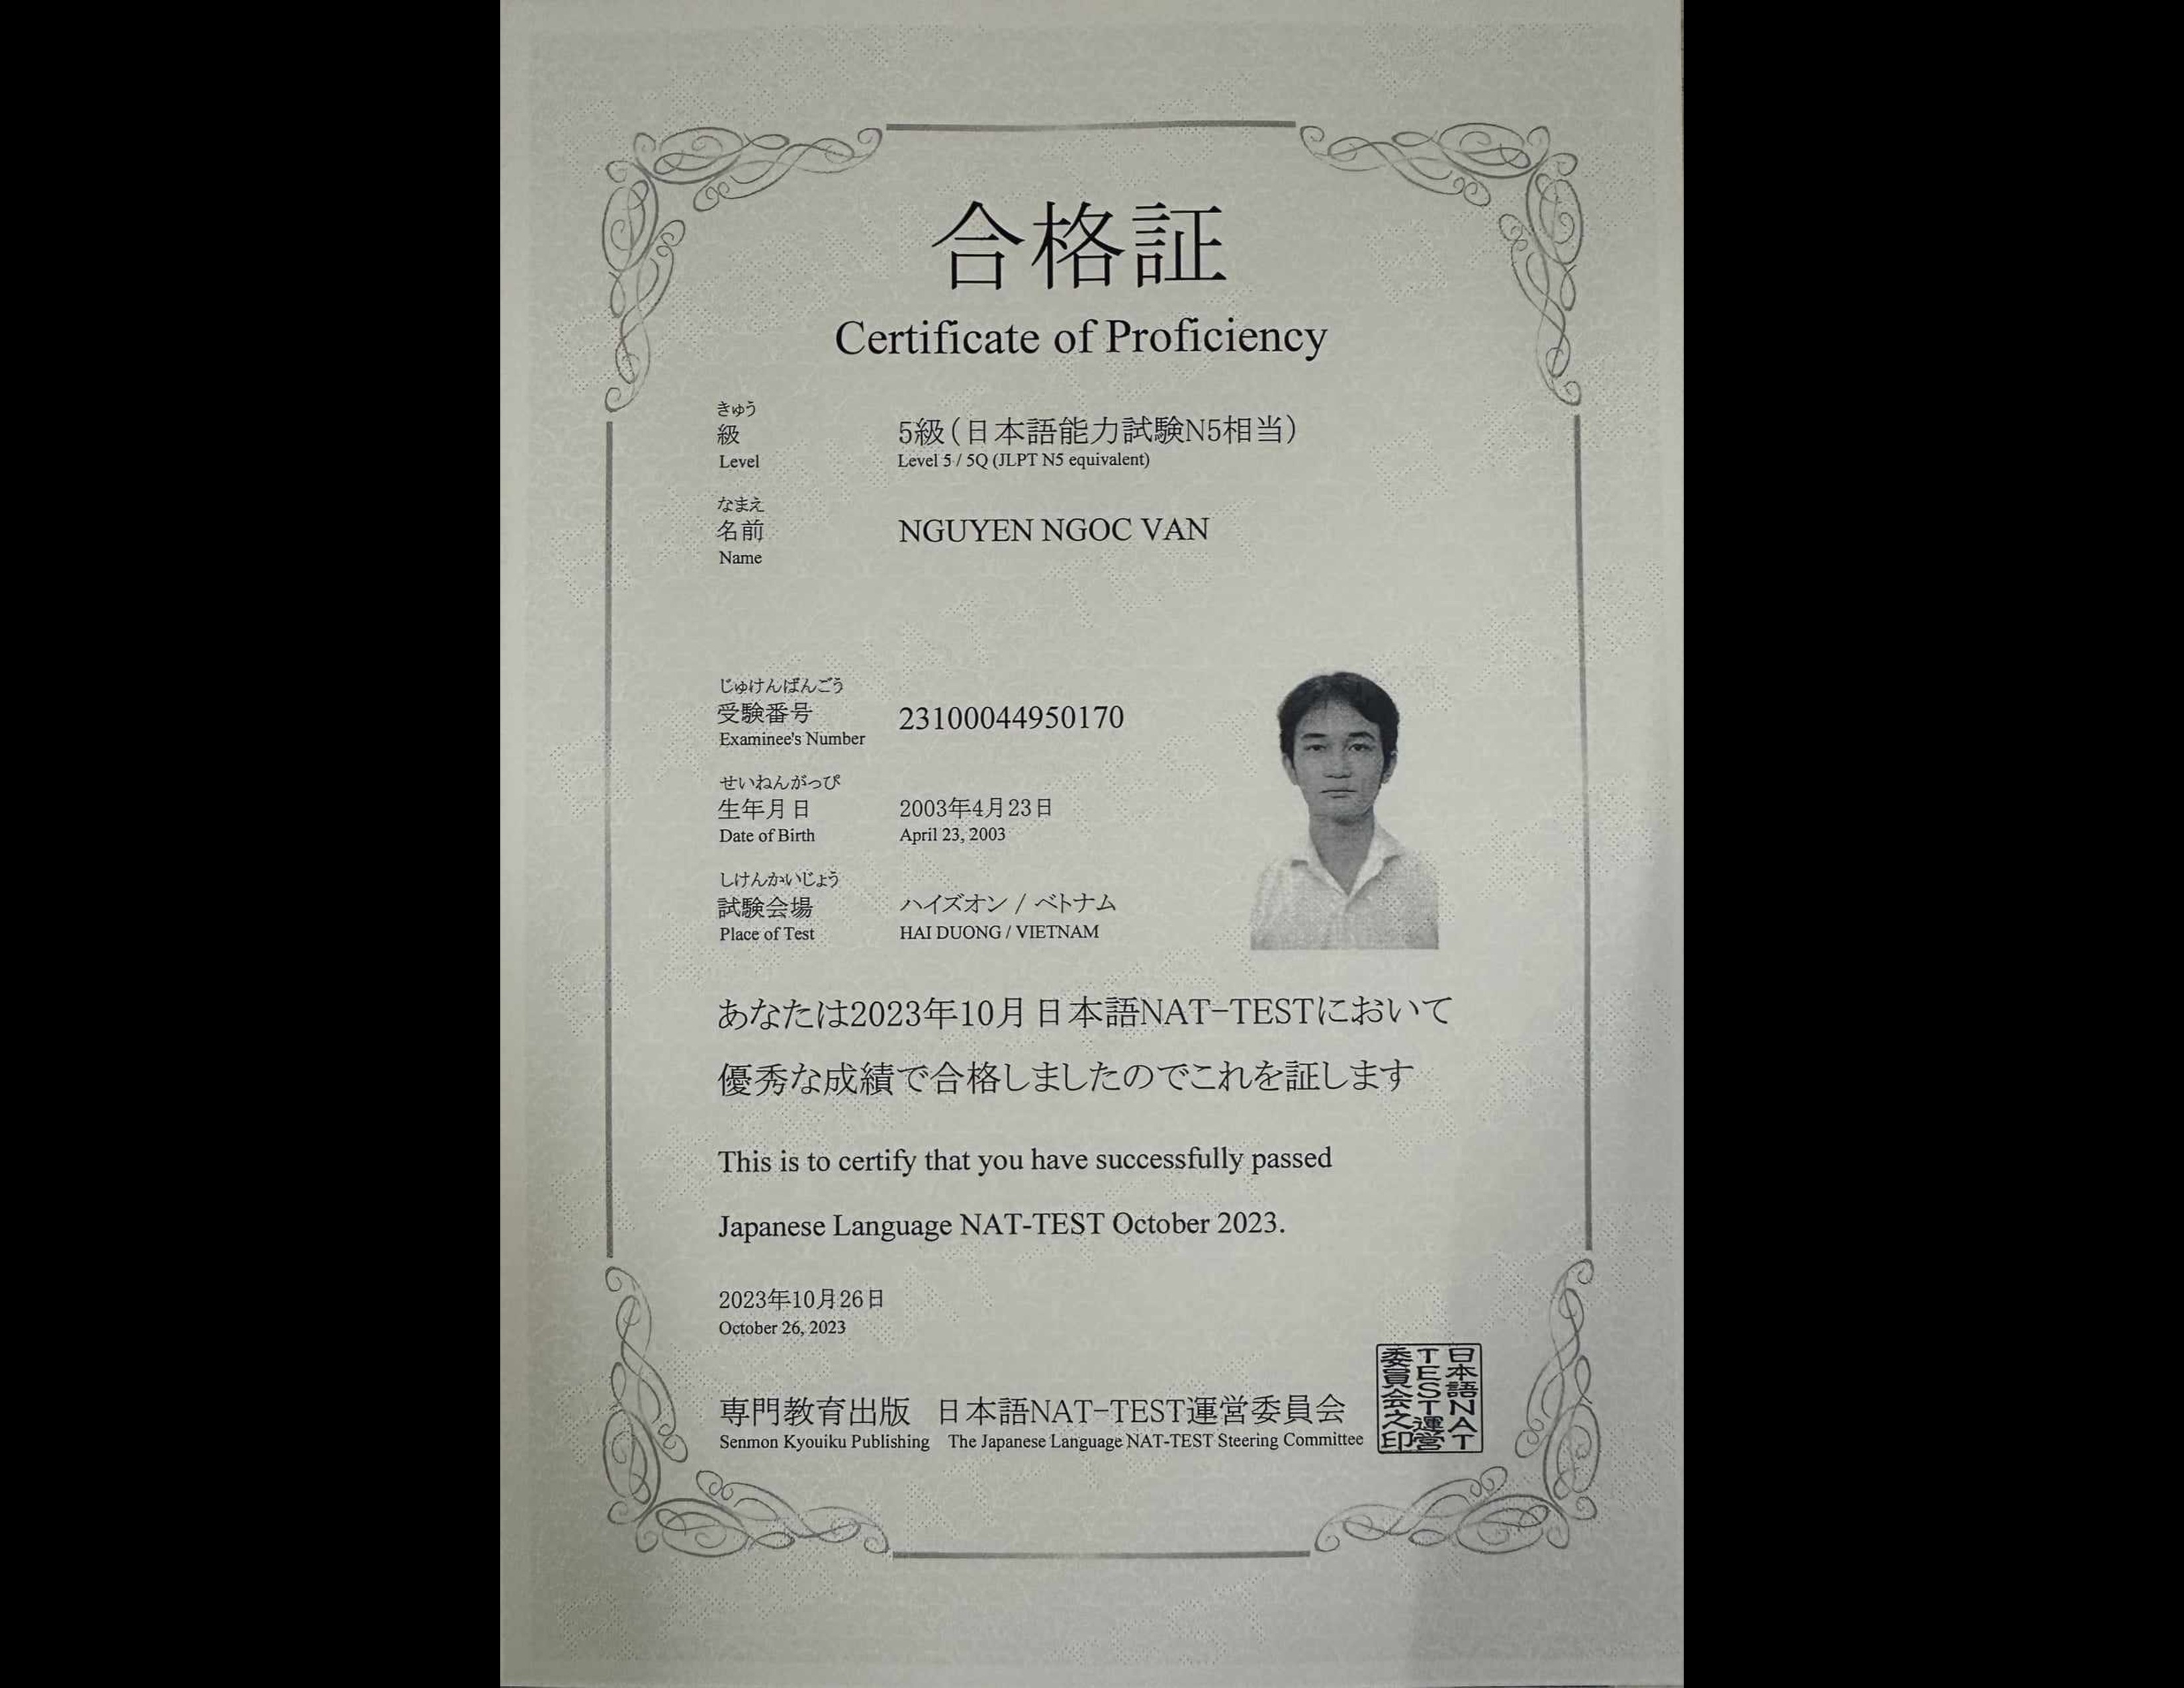 合格証
Certificate of Proficiency
きゅう
級
Level
5級（日本語能力試験N5相当）
Level 5 / 5Q (JLPT N5 equivalent)
なまえ
名前
Name
NGUYEN NGOC VAN
じゅけんばんごう
受験番号
Examinee's Number
23100044950170
せいねんがっぴ
生年月日
Date of Birth
2003年4月23日
April 23, 2003
しけんかいじょう
試験会場
Place of Test
ハイズオン / ベトナム
HAI DUONG / VIETNAM
あなたは2023年10月日本語NAT-TESTにおいて
優秀な成績で合格しましたのでこれを証します
This is to certify that you have successfully passed
Japanese Language NAT-TEST October 2023.
2023年10月26日
October 26, 2023
専門教育出版　日本語NAT-TEST運営委員会
Senmon Kyouiku Publishing　The Japanese Language NAT-TEST Steering Committee
日本語NAT
TEST運営
委員会之印